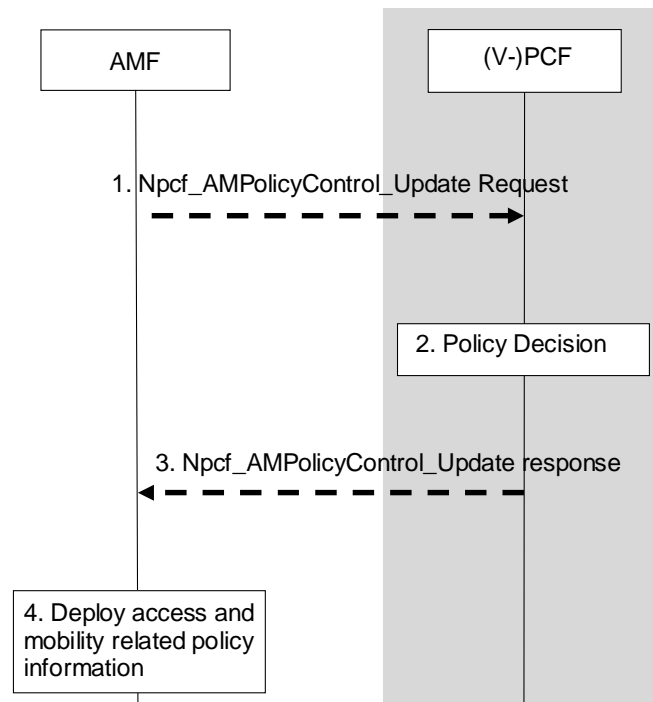 AMF
(V-)PCF
1. Npcf_AMPolicyControl_Update Request
2. Policy Decision
3. Npcf_AMPolicyControl_Update response
4. Deploy access and
mobility related policy
information